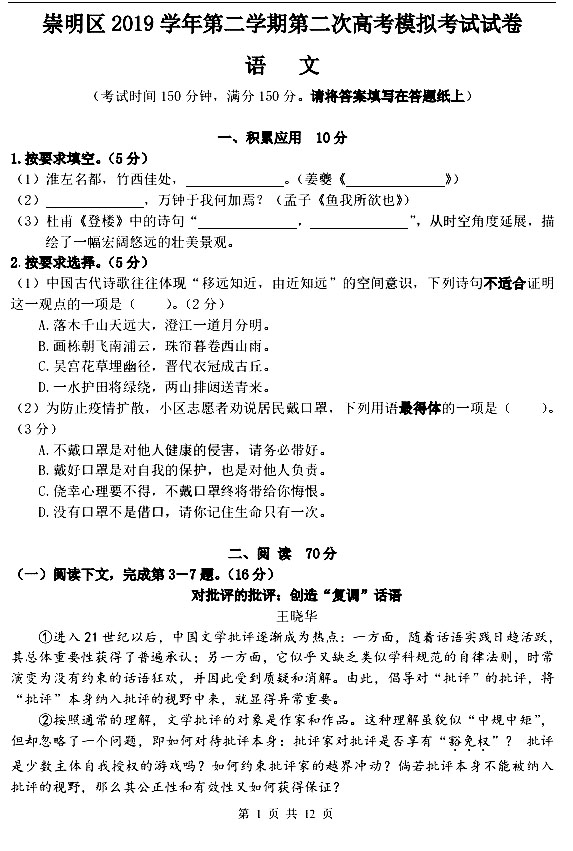 崇明区 2019 学年第二学期第二次高考模拟考试试卷
语 文
（考试时间 150 分钟，满分 150 分。请将答案填写在答题纸上）
一、积累应用 10 分
1.按要求填空。（5 分）
（1）淮左名都，竹西佳处，____________。（姜夔《____________》）
（2）____________，万钟于我何加焉？（孟子《鱼我所欲也》）
（3）杜甫《登楼》中的诗句“____________，____________”，从时空角度延展，描
绘了一幅宏阔悠远的壮美景观。
2.按要求选择。（5 分）
（1）中国古代诗歌往往体现“移远知近，由近知远”的空间意识，下列诗句不适合证明
这一观点的一项是（ ）。（2 分）
A.落木千山天远大，澄江一道月分明。
B.画栋朝飞南浦云，珠帘暮卷西山雨。
C.吴宫花草埋幽径，晋代衣冠成古丘。
D.一水护田将绿绕，两山排闼送青来。
（2）为防止疫情扩散，小区志愿者劝说居民戴口罩，下列用语最得体的一项是（ ）。
（3 分）
A.不戴口罩是对他人健康的侵害，请务必带好。
B.戴好口罩是对自我的保护，也是对他人负责。
C.侥幸心理要不得，不戴口罩终将带给你悔恨。
D.没有口罩不是借口，请你记住生命只有一次。
二、阅 读 70 分
（一）阅读下文，完成第 3—7 题。（16 分）
对批评的批评：创造“复调”话语
王晓华
①进入 21 世纪以后，中国文学批评逐渐成为热点：一方面，随着话语实践日趋活跃，
其总体重要性获得了普遍承认；另一方面，它似乎又缺乏类似学科规范的自律法则，时常
演变为没有约束的话语狂欢，并因此受到质疑和消解。由此，倡导对“批评”的批评，将
“批评”本身纳入批评的视野中来，就显得异常重要。
②按照通常的理解，文学批评的对象是作家和作品。这种理解虽貌似“中规中矩”，
但却忽略了一个问题，即如何对待批评本身：批评家对批评是否享有“豁免权”？ 批评
是少数主体自我授权的游戏吗？如何约束批评家的越界冲动？倘若批评本身不能被纳入
批评的视野，那么其公正性和有效性又如何获得保证？
第 1 页 共 12 页